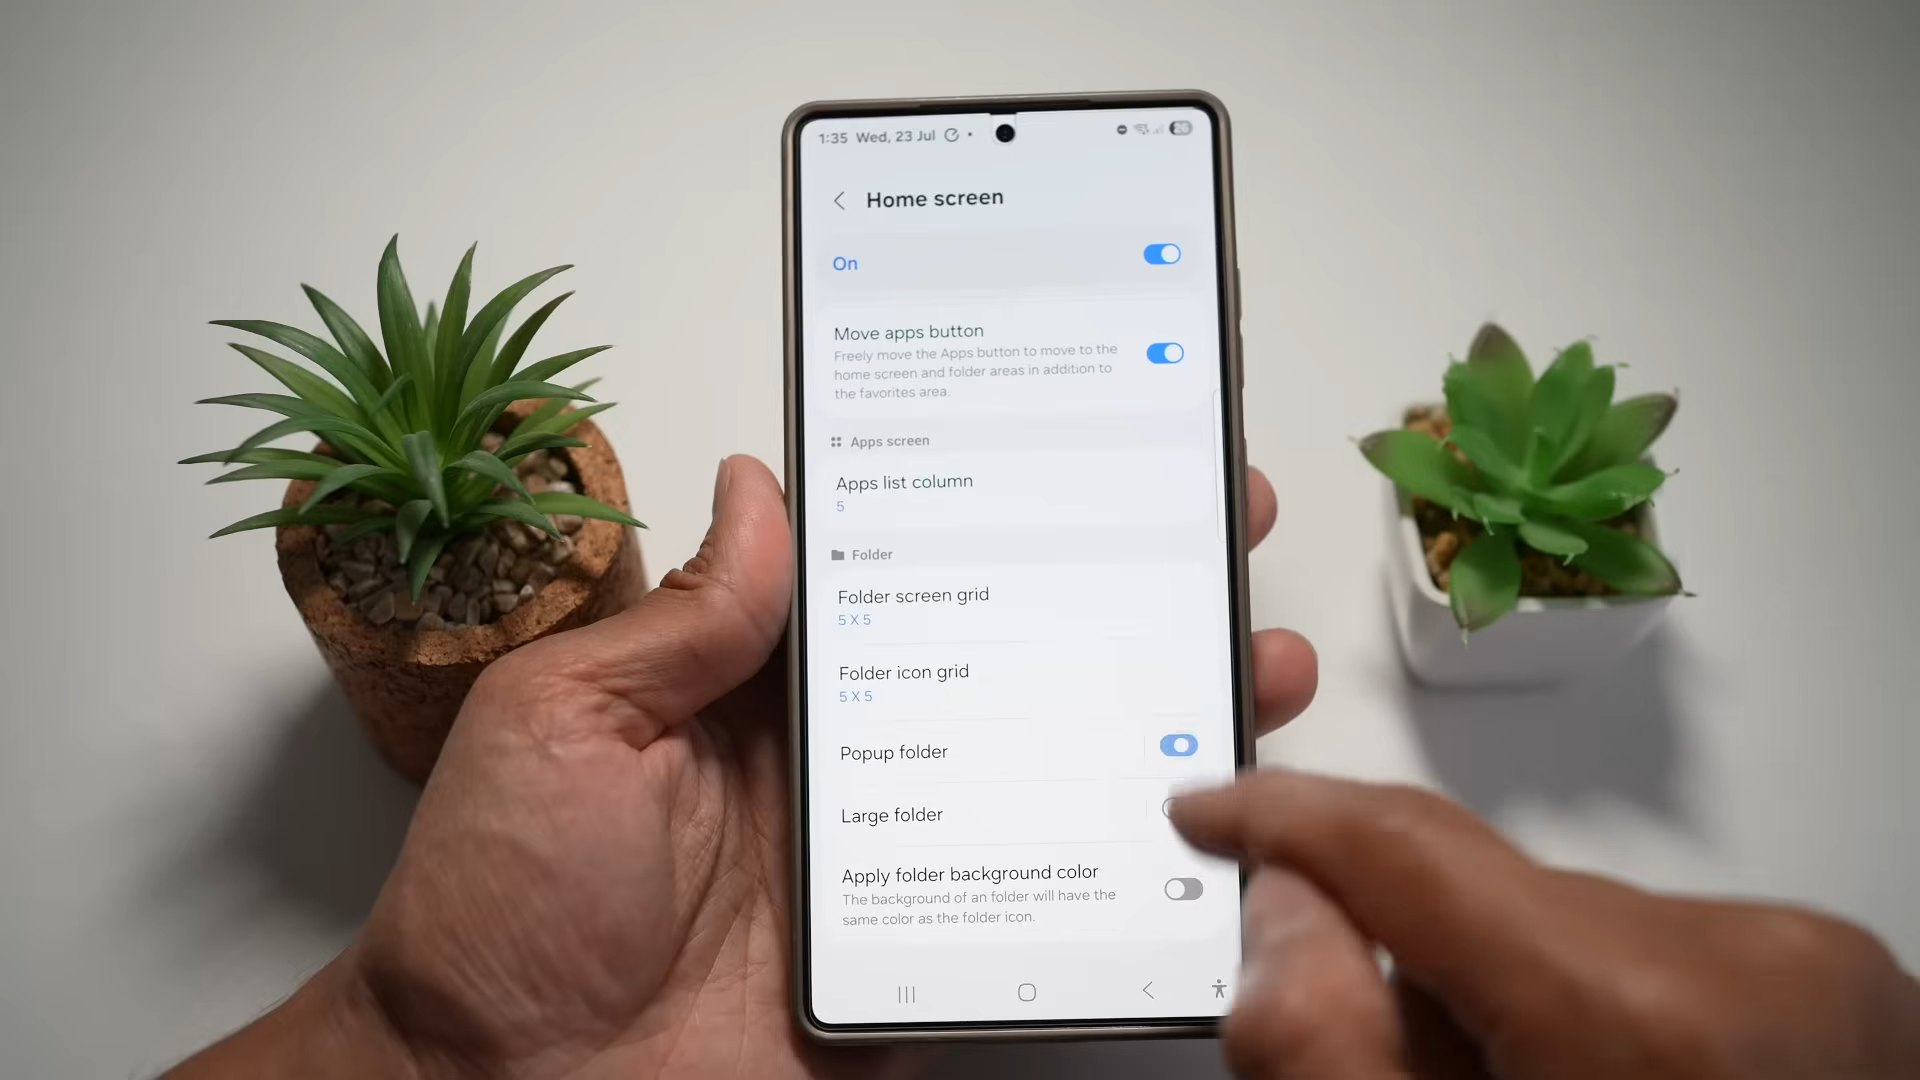 1:35 Wed, 23 Jul
26
Home screen
On
Move apps button
Freely move the Apps button to move to the
home screen and folder areas in addition to
the favorites area.
Apps screen
Apps list column
5
Folder
Folder screen grid
5 X 5
Folder icon grid
5 X 5
Popup folder
Large folder
Apply folder background color
The background of an folder will have the
same color as the folder icon.